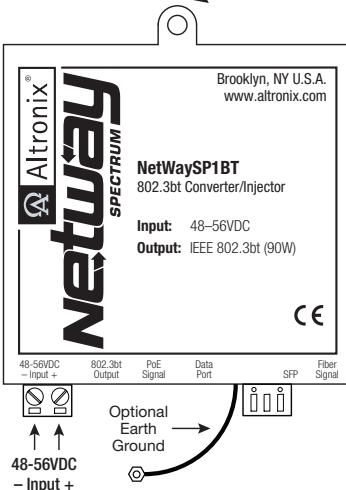 Brooklyn, NY U.S.A.
www.altronix.com
Altronix®
Netway
SPECTRUM
NetWaySP1BT
802.3bt Converter/Injector
Input: 48–56VDC
Output: IEEE 802.3bt (90W)
CE
48-56VDC
– Input +
802.3bt
Output
PoE
Signal
Data
Port
SFP
Fiber
Signal
Optional
Earth
Ground
48-56VDC
– Input +